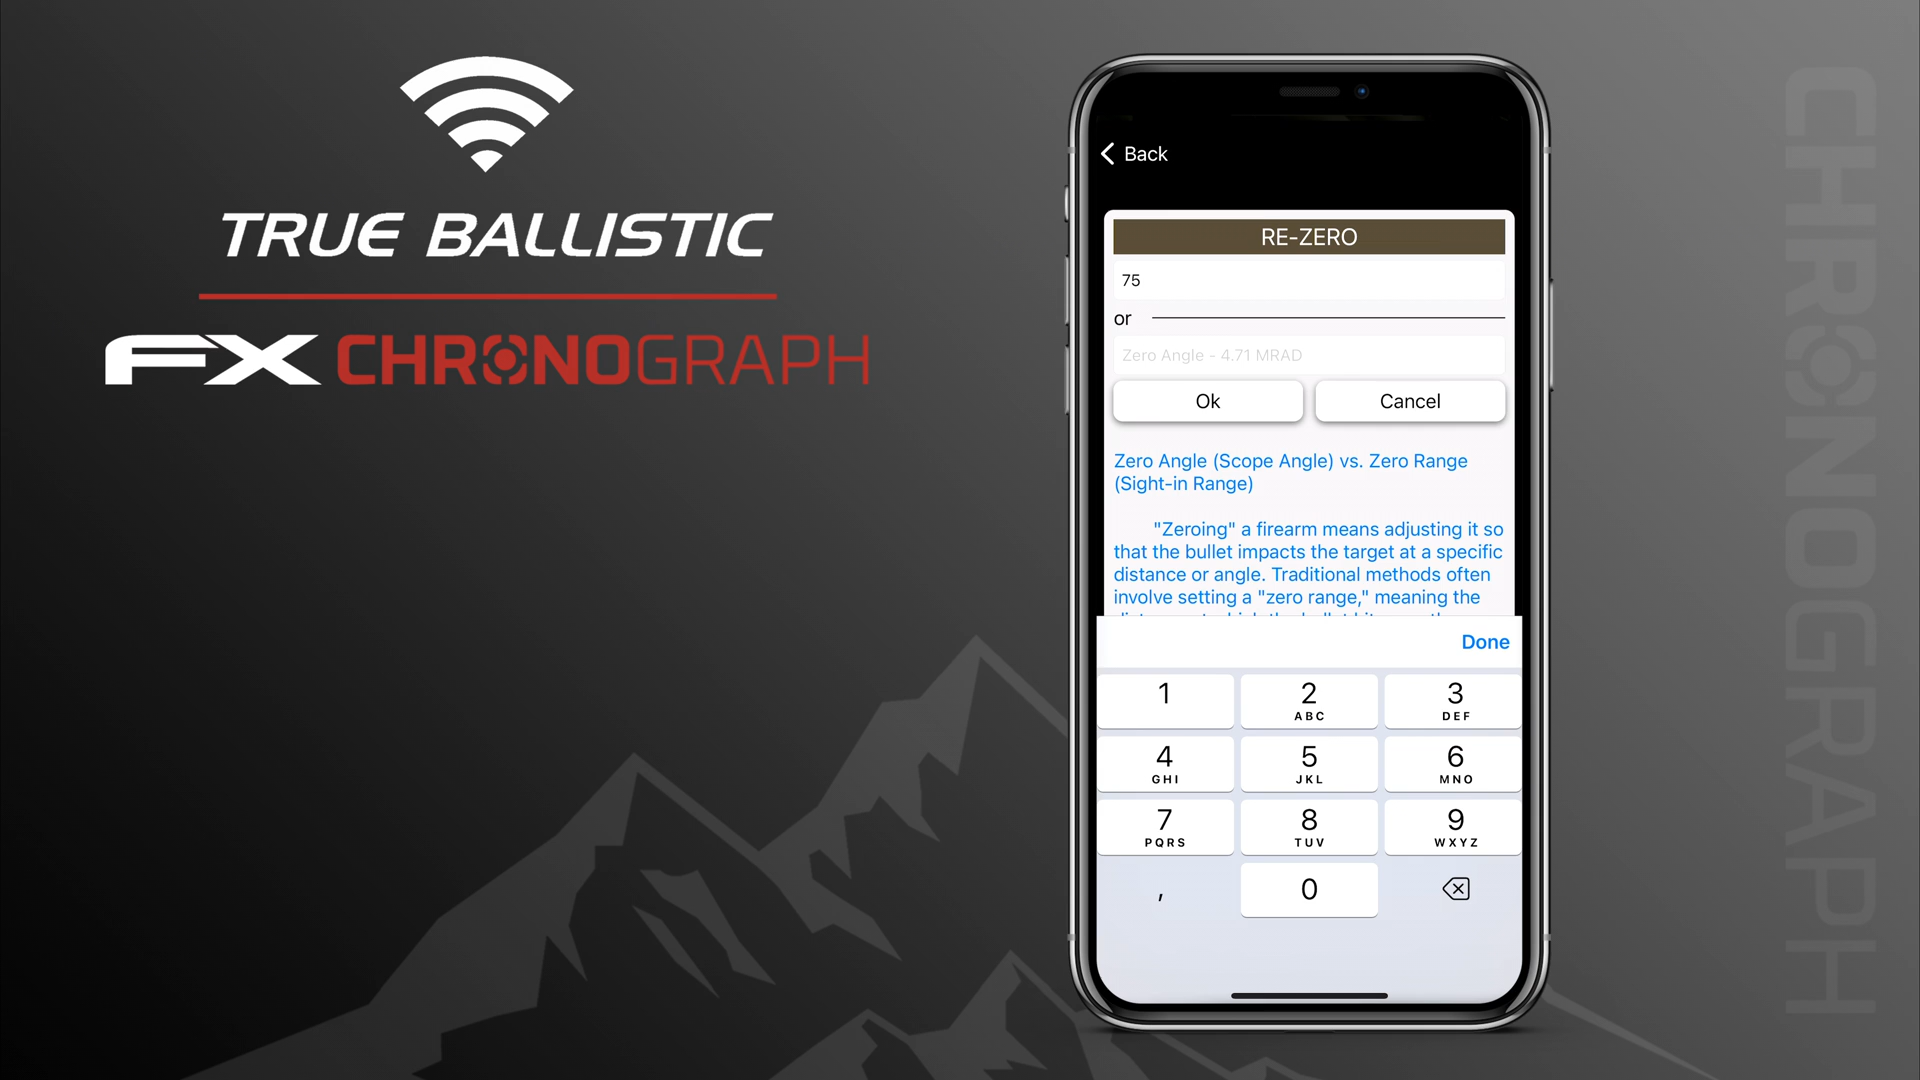 TRUE BALLISTIC
FX CHRONOGRAPH
Back
RE-ZERO
75
or
Zero Angle - 4.71 MRAD
Ok
Cancel
Zero Angle (Scope Angle) vs. Zero Range
(Sight-in Range)
"Zeroing" a firearm means adjusting it so
that the bullet impacts the target at a specific
distance or angle. Traditional methods often
involve setting a "zero range," meaning the
Done
1
2
ABC
3
DEF
4
GHI
5
JKL
6
MNO
7
PQRS
8
TUV
9
WXYZ
,
0
CHRONOGRAPH